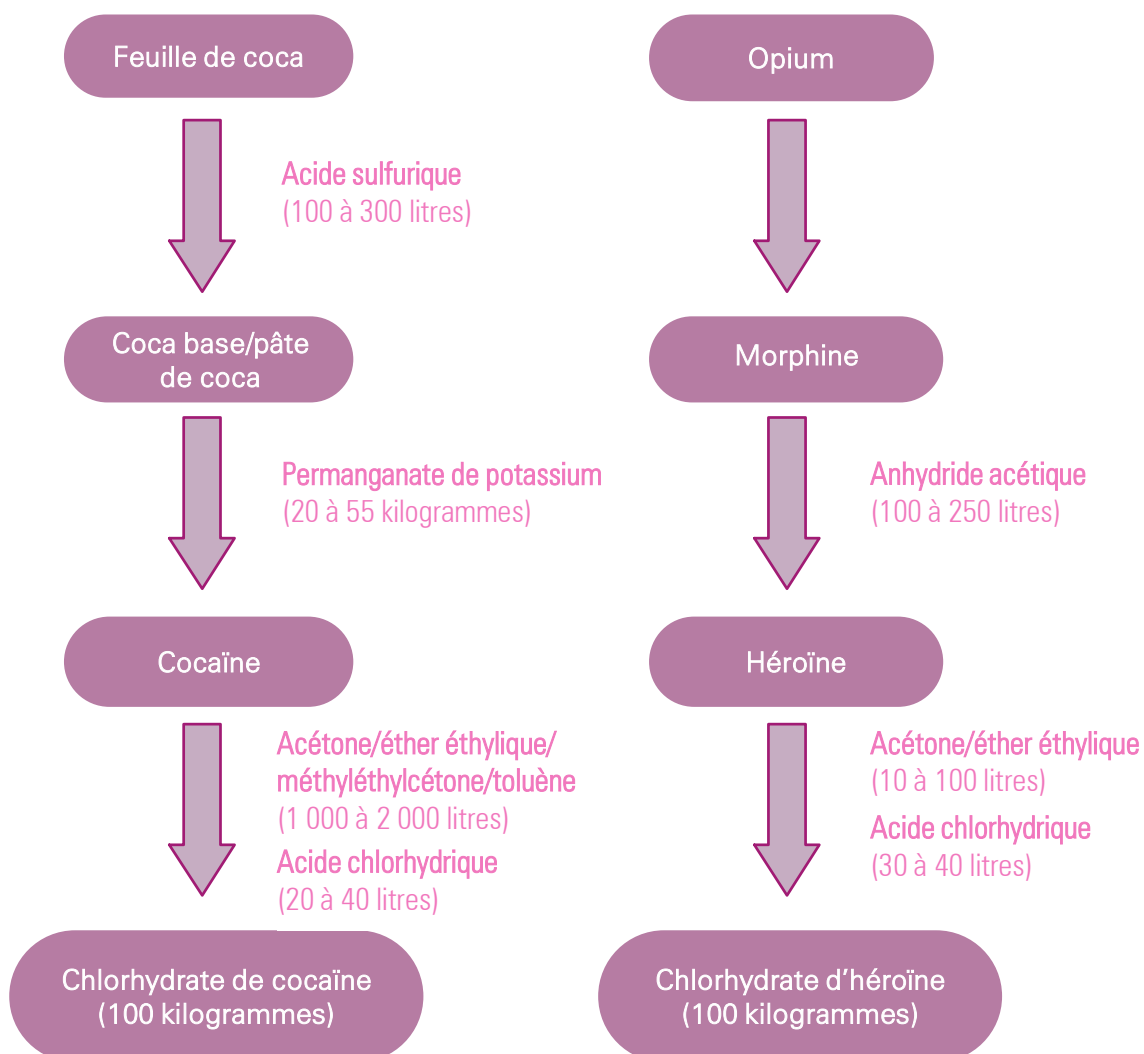 Feuille de coca
Acide sulfurique
(100 à 300 litres)
Coca base/pâte
de coca
Permanganate de potassium
(20 à 55 kilogrammes)
Cocaïne
Acétone/éther éthylique/
méthyléthylcétone/toluène
(1 000 à 2 000 litres)
Acide chlorhydrique
(20 à 40 litres)
Chlorhydrate de cocaïne
(100 kilogrammes)
Opium
Morphine
Anhydride acétique
(100 à 250 litres)
Héroïne
Acétone/éther éthylique
(10 à 100 litres)
Acide chlorhydrique
(30 à 40 litres)
Chlorhydrate d’héroïne
(100 kilogrammes)